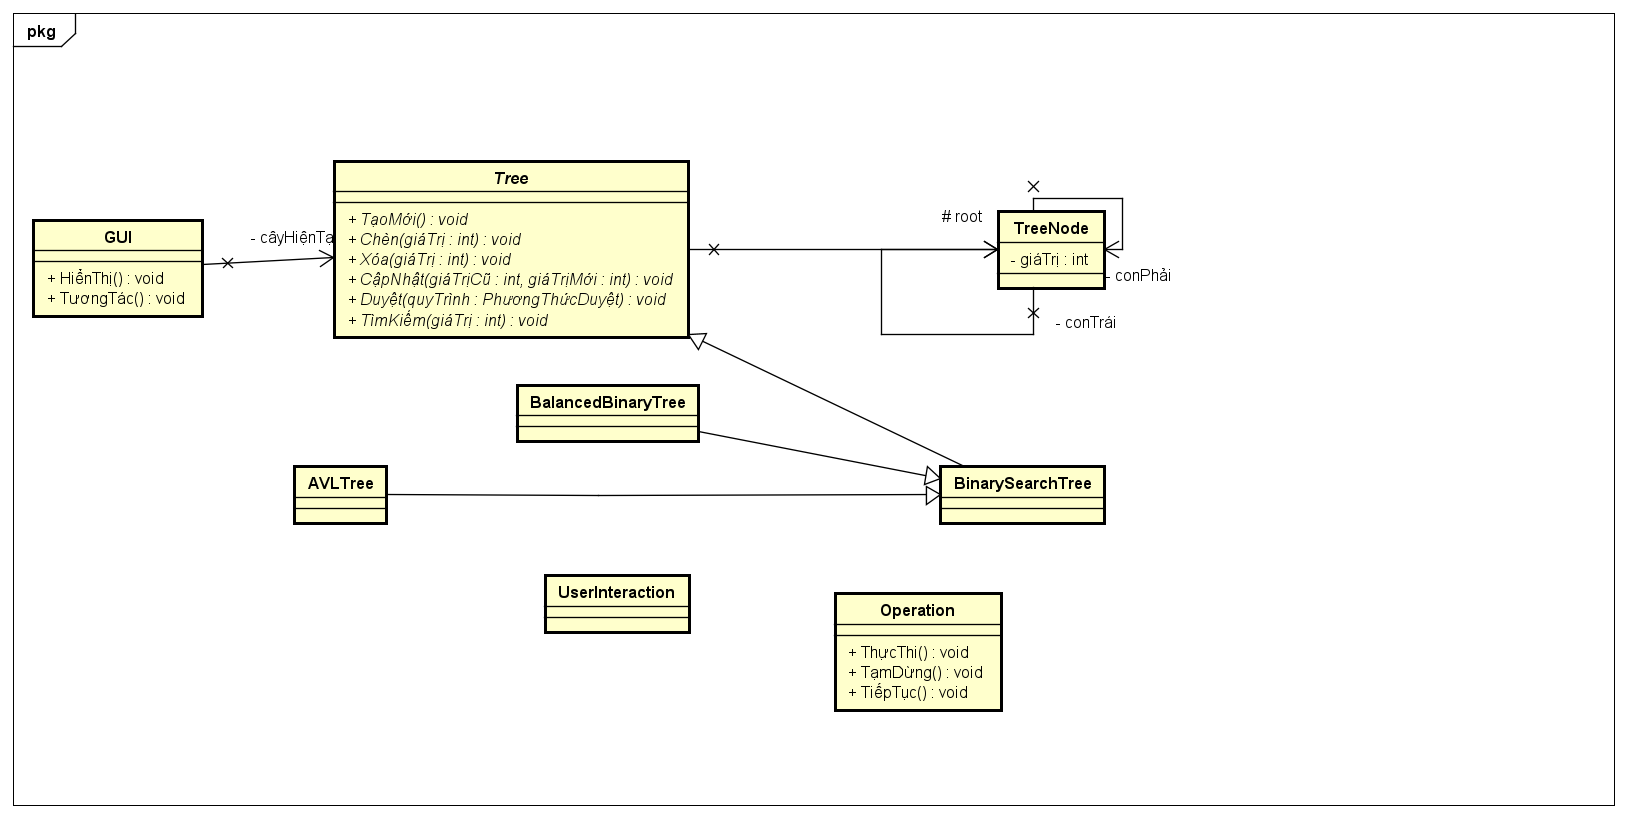 pkg
GUI
+ HiểnThị() : void
+ TươngTác() : void
- câyHiệnTạ
Tree
+ TạoMới() : void
+ Chèn(giáTrị : int) : void
+ Xóa(giáTrị : int) : void
+ CậpNhật(giáTrịCũ : int, giáTrịMới : int) : void
+ Duyệt(quyTrình : PhươngThứcDuyệt) : void
+ TìmKiếm(giáTrị : int) : void
# root
TreeNode
- giáTrị : int
- conPhải
- conTrái
BalancedBinaryTree
AVLTree
BinarySearchTree
UserInteraction
Operation
+ ThựcThi() : void
+ TạmDừng() : void
+ TiếpTục() : void